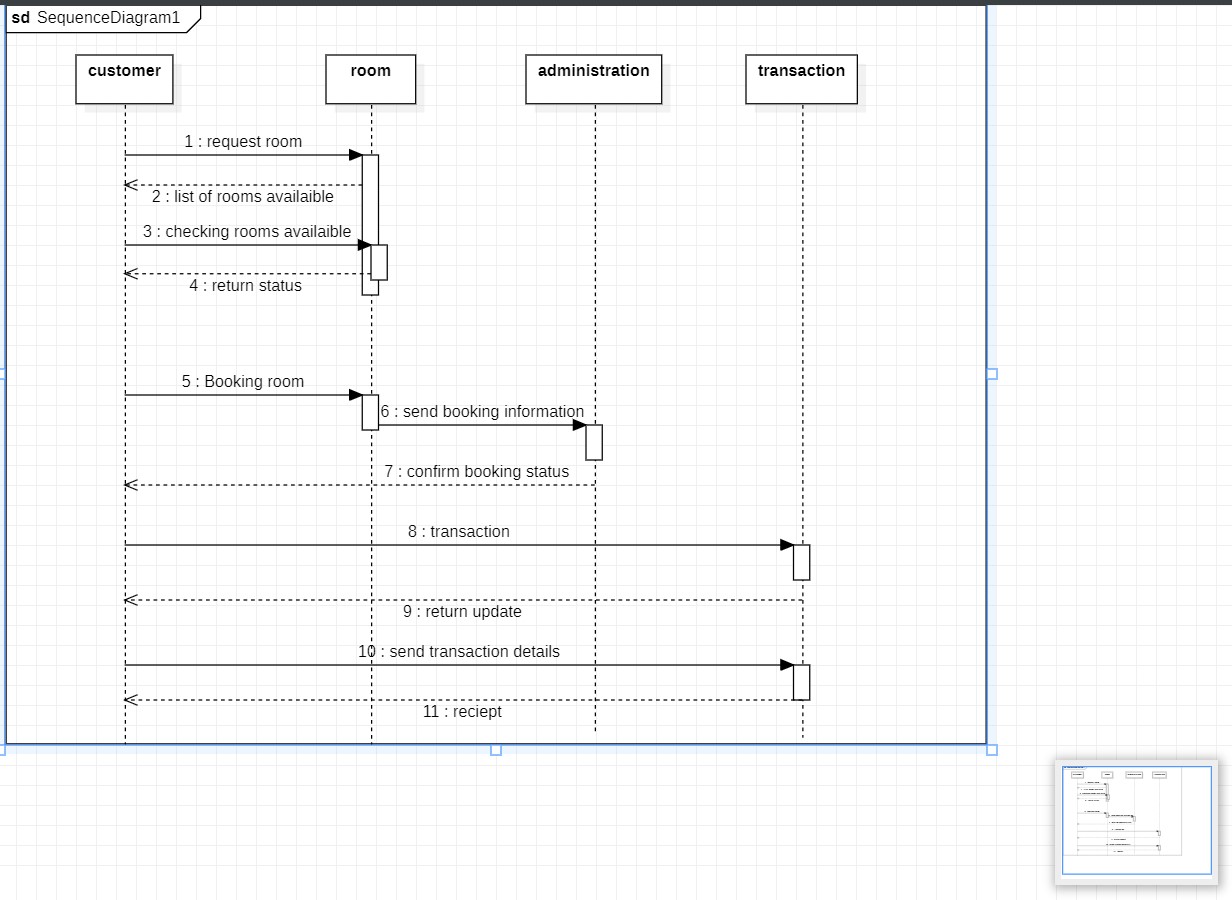 sd SequenceDiagram1
customer
room
administration
transaction
1 : request room
2 : list of rooms availaible
3 : checking rooms availaible
4 : return status
5 : Booking room
6 : send booking information
7 : confirm booking status
8 : transaction
9 : return update
10 : send transaction details
11 : reciept